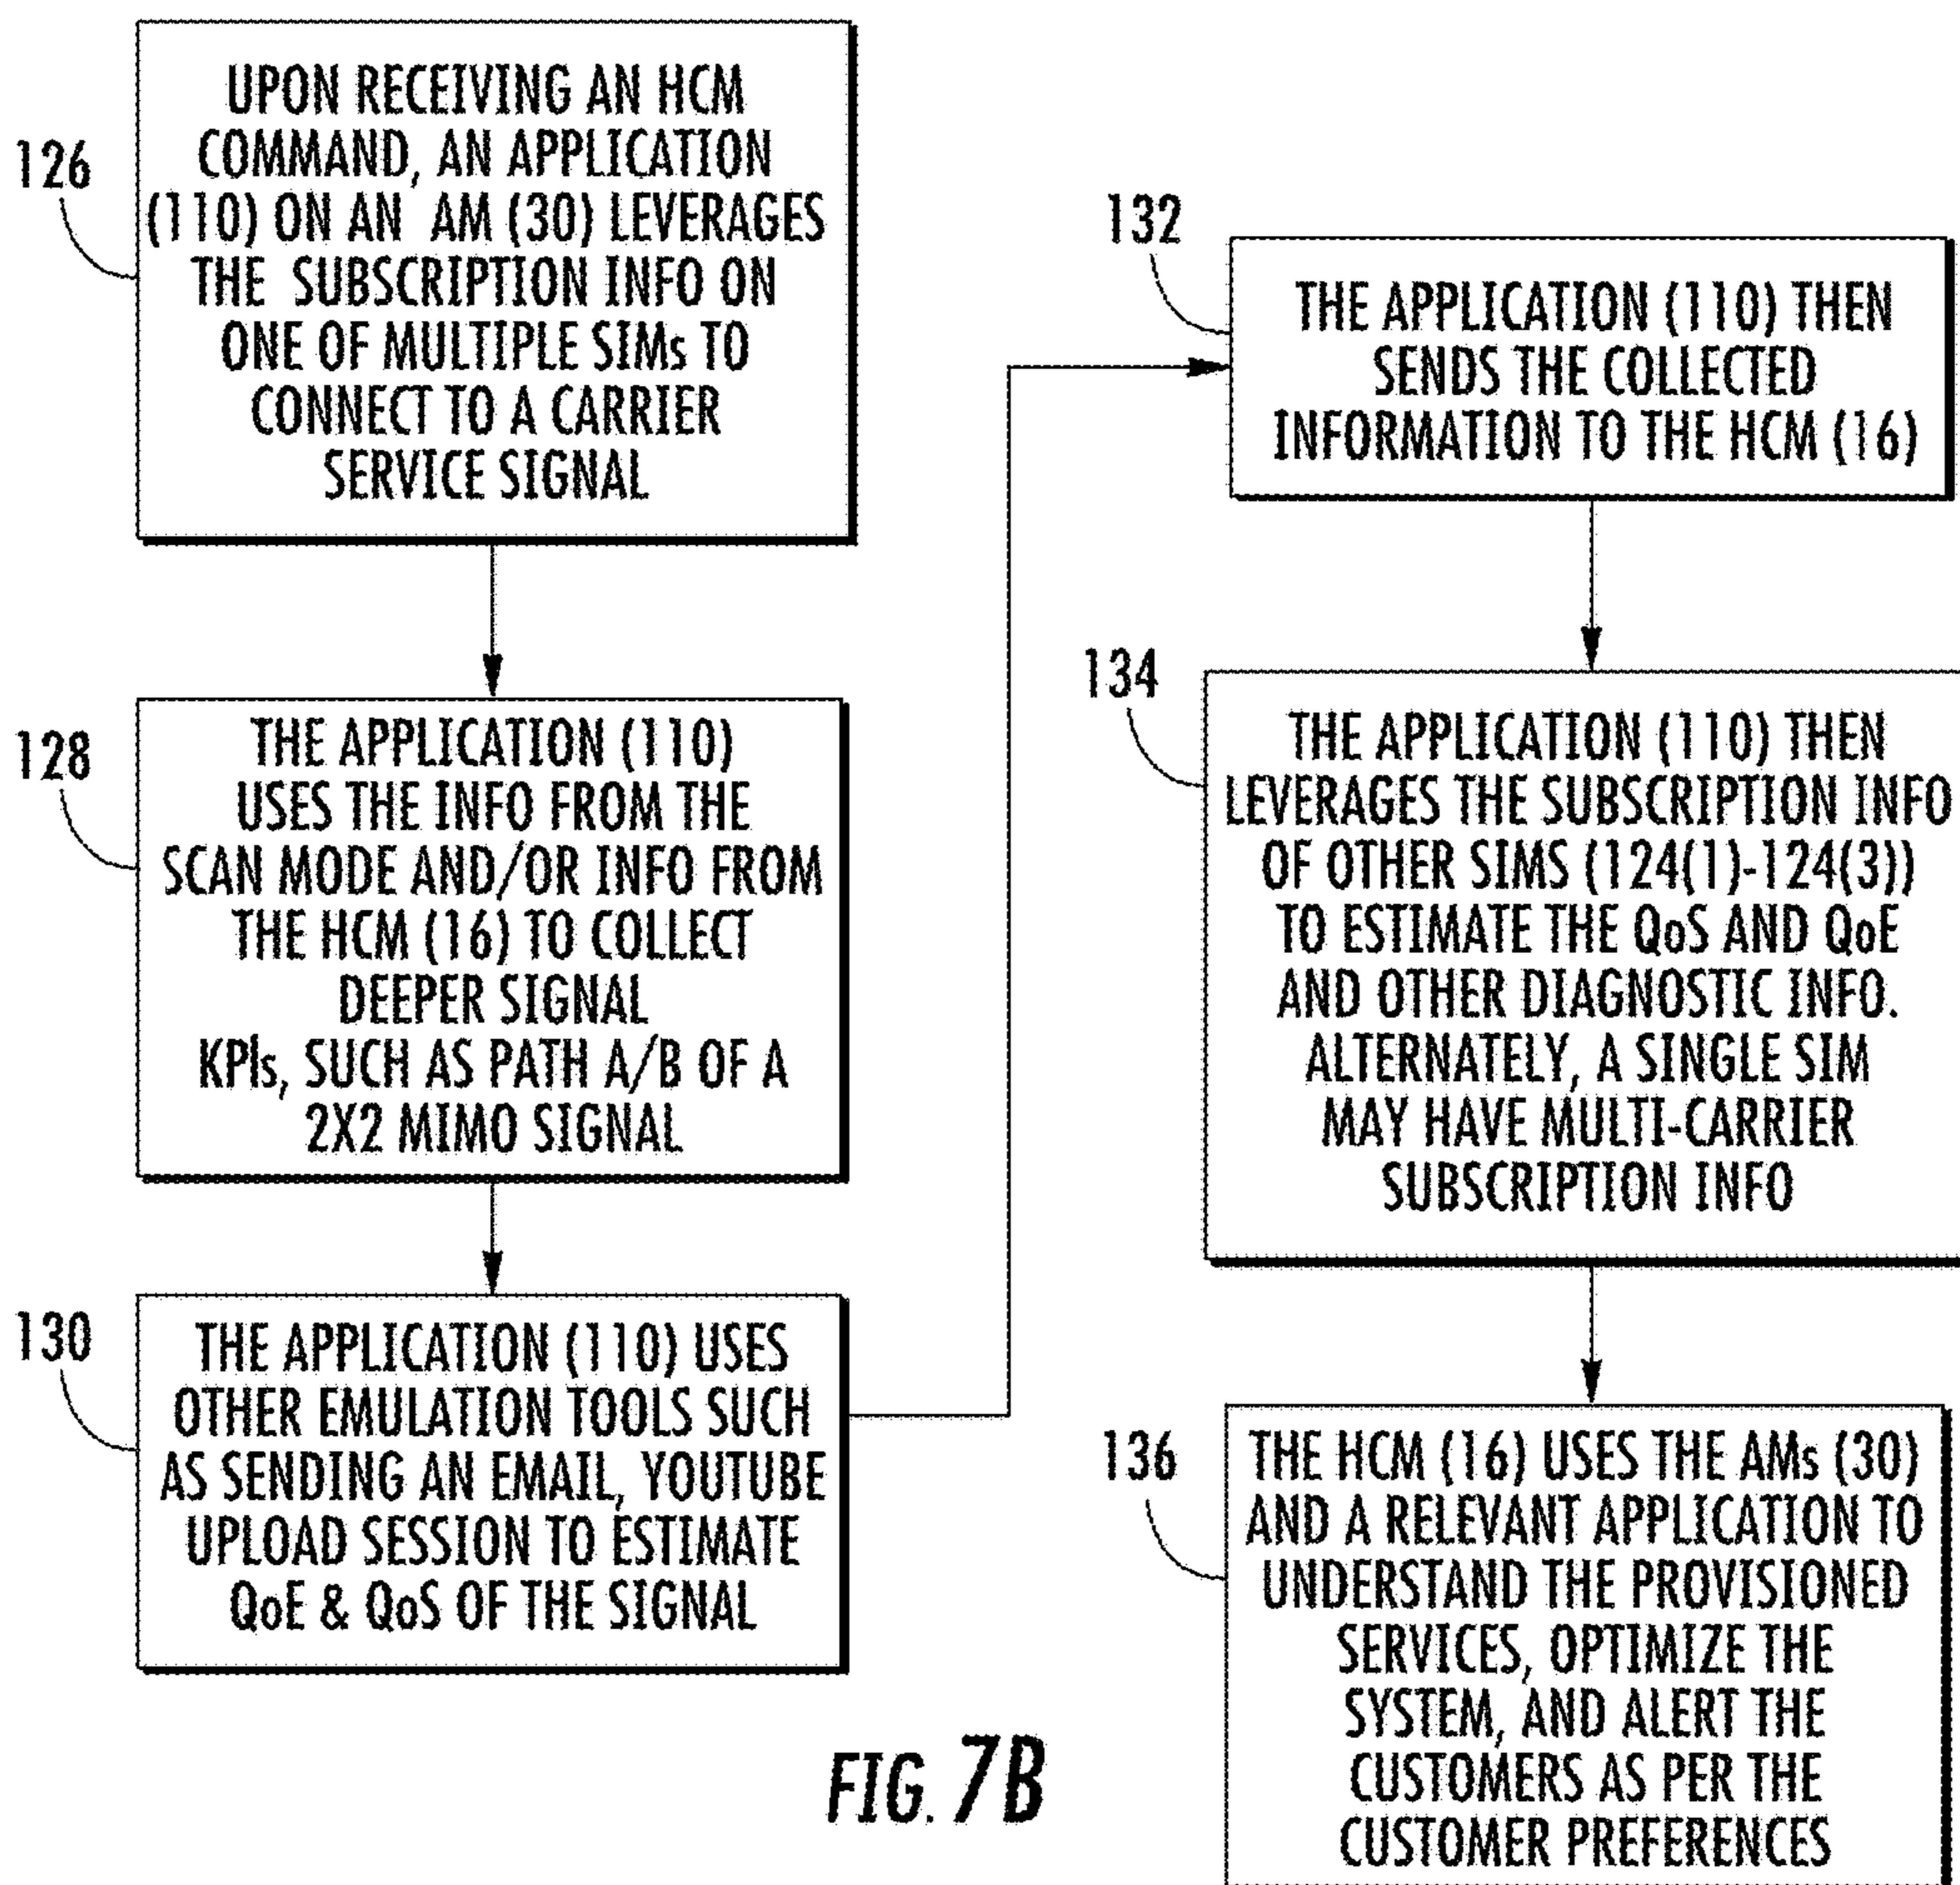 126
UPON RECEIVING AN HCM
COMMAND, AN APPLICATION
(110) ON AN AM (30) LEVERAGES
THE SUBSCRIPTION INFO ON
ONE OF MULTIPLE SIMs TO
CONNECT TO A CARRIER
SERVICE SIGNAL
128
THE APPLICATION (110)
USES THE INFO FROM THE
SCAN MODE AND/OR INFO FROM
THE HCM (16) TO COLLECT
DEEPER SIGNAL
KPIs, SUCH AS PATH A/B OF A
2X2 MIMO SIGNAL
130
THE APPLICATION (110) USES
OTHER EMULATION TOOLS SUCH
AS SENDING AN EMAIL, YOUTUBE
UPLOAD SESSION TO ESTIMATE
QoE & QoS OF THE SIGNAL
132
THE APPLICATION (110) THEN
SENDS THE COLLECTED
INFORMATION TO THE HCM (16)
134
THE APPLICATION (110) THEN
LEVERAGES THE SUBSCRIPTION INFO
OF OTHER SIMS (124(1)-124(3))
TO ESTIMATE THE QoS AND QoE
AND OTHER DIAGNOSTIC INFO.
ALTERNATELY, A SINGLE SIM
MAY HAVE MULTI-CARRIER
SUBSCRIPTION INFO
136
THE HCM (16) USES THE AMs (30)
AND A RELEVANT APPLICATION TO
UNDERSTAND THE PROVISIONED
SERVICES, OPTIMIZE THE
SYSTEM, AND ALERT THE
CUSTOMERS AS PER THE
CUSTOMER PREFERENCES
FIG. 7B